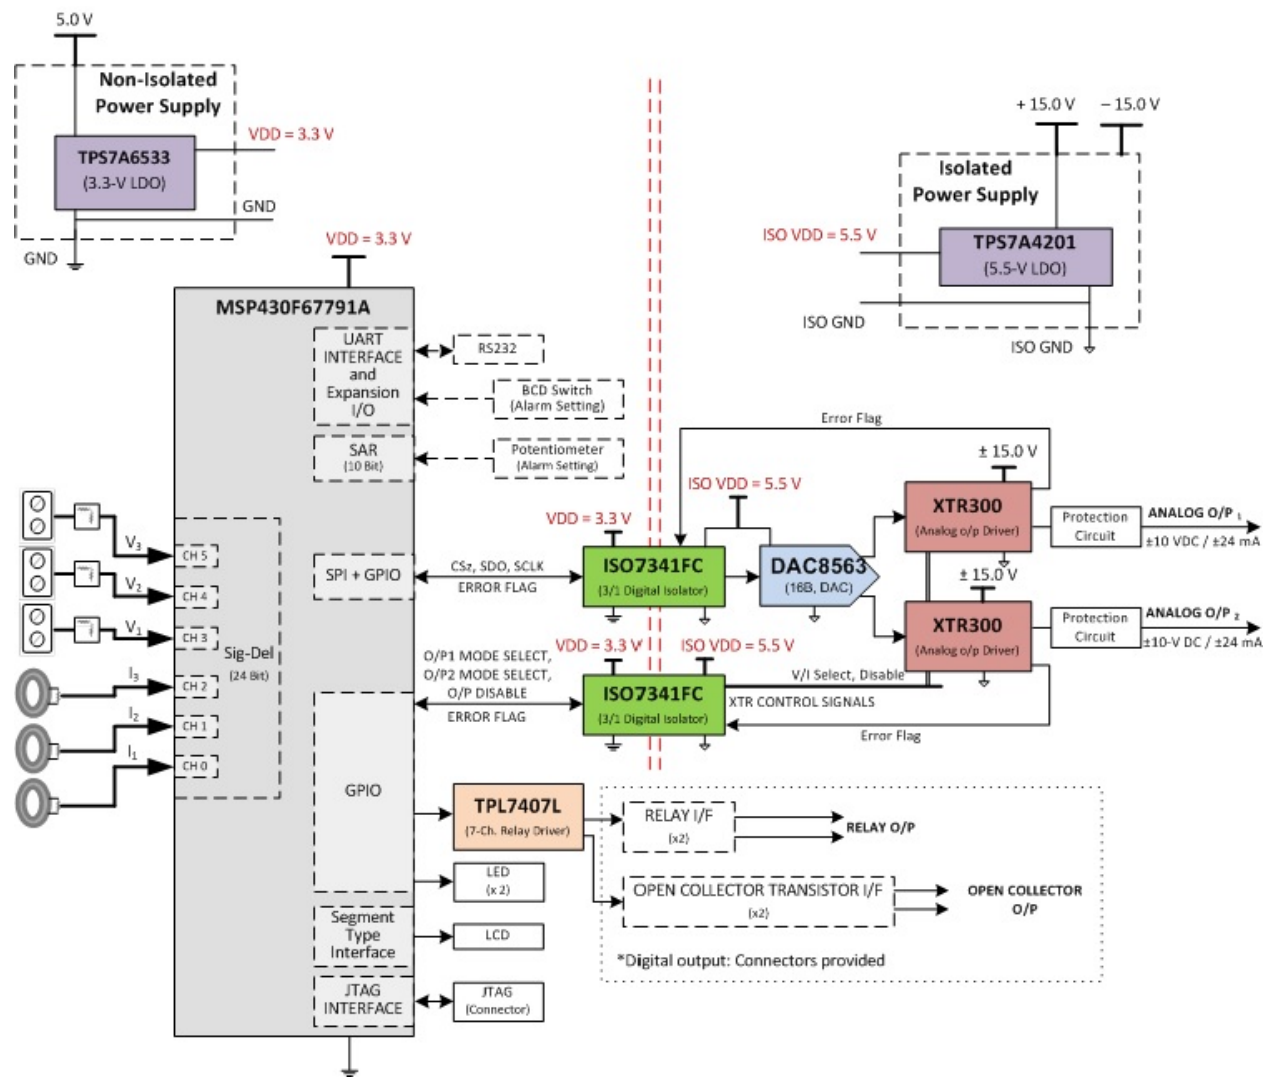 5.0 V
Non-Isolated
Power Supply
VDD = 3.3 V
TPS7A6533
(3.3-V LDO)
GND
GND
+ 15.0 V
– 15.0 V
Isolated
Power Supply
ISO VDD = 5.5 V
TPS7A4201
(5.5-V LDO)
ISO GND
ISO GND
VDD = 3.3 V
MSP430F67791A
UART
INTERFACE
and
Expansion
I/O
RS232
BCD Switch
(Alarm Setting)
SAR
(10 Bit)
Potentiometer
(Alarm Setting)
Error Flag
± 15.0 V
ISO VDD = 5.5 V
VDD = 3.3 V
XTR300
(Analog o/p Driver)
Protection
Circuit
ANALOG O/P 1
±10 VDC / ±24 mA
V3
CH 5
V2
CH 4
V1
CH 3
Sig-Del
(24 Bit)
I3
CH 2
I2
CH 1
I1
CH 0
SPI + GPIO
CSz, SDO, SCLK
ERROR FLAG
ISO7341FC
(3/1 Digital Isolator)
DAC8563
(16B, DAC)
± 15.0 V
XTR300
(Analog o/p Driver)
Protection
Circuit
ANALOG O/P 2
±10-V DC / ±24 mA
VDD = 3.3 V
ISO VDD = 5.5 V
O/P1 MODE SELECT,
O/P2 MODE SELECT,
O/P DISABLE
ERROR FLAG
ISO7341FC
(3/1 Digital Isolator)
V/I Select, Disable
XTR CONTROL SIGNALS
Error Flag
GPIO
TPL7407L
(7-Ch. Relay Driver)
RELAY I/F
(x2)
RELAY O/P
LED
(x 2)
OPEN COLLECTOR TRANSISTOR I/F
(x2)
OPEN COLLECTOR
O/P
Segment
Type
Interface
LCD
*Digital output: Connectors provided
JTAG
INTERFACE
JTAG
(Connector)